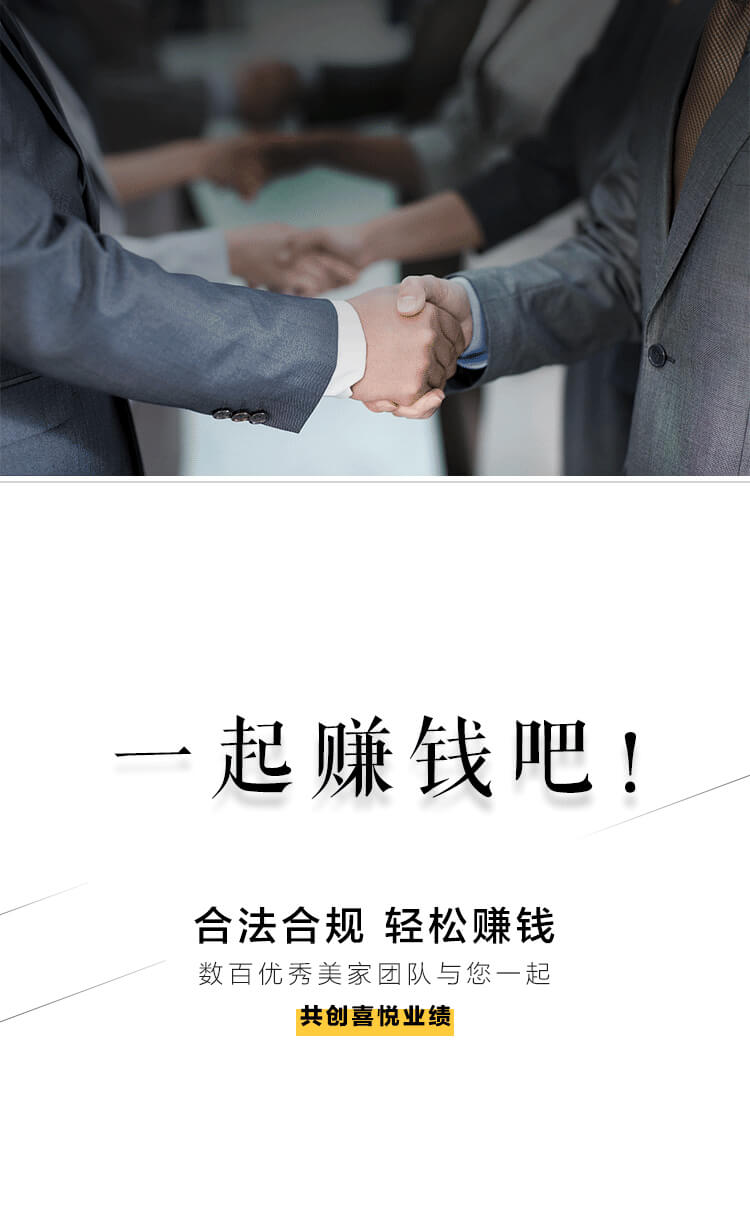 一起赚钱吧！
合法合规 轻松赚钱
数百优秀美家团队与您一起
共创喜悦业绩